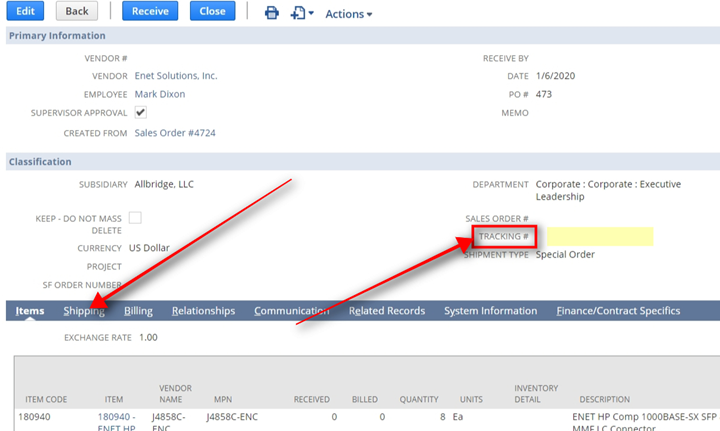 Edit Back Receive Close Actions
Primary Information
VENDOR # RECEIVE BY
VENDOR Enet Solutions, Inc. DATE 1/6/2020
EMPLOYEE Mark Dixon PO # 473
SUPERVISOR APPROVAL MEMO
CREATED FROM Sales Order #4724
Classification
SUBSIDIARY Allbridge, LLC DEPARTMENT Corporate : Corporate : Executive
Leadership
KEEP - DO NOT MASS SALES ORDER #
DELETE TRACKING #
CURRENCY US Dollar SHIPMENT TYPE Special Order
PROJECT
SF ORDER NUMBER
Items Shipping Billing Relationships Communication Related Records System Information Finance/Contract Specifics
EXCHANGE RATE 1.00
VENDOR INVENTORY
ITEM CODE ITEM NAME MPN RECEIVED BILLED QUANTITY UNITS DETAIL DESCRIPTION
180940 180940 - J4858C- J4858C-ENC 0 0 8 Ea ENET HP Comp 1000BASE-SX SFP
ENET HP ENC MMF LC Connector